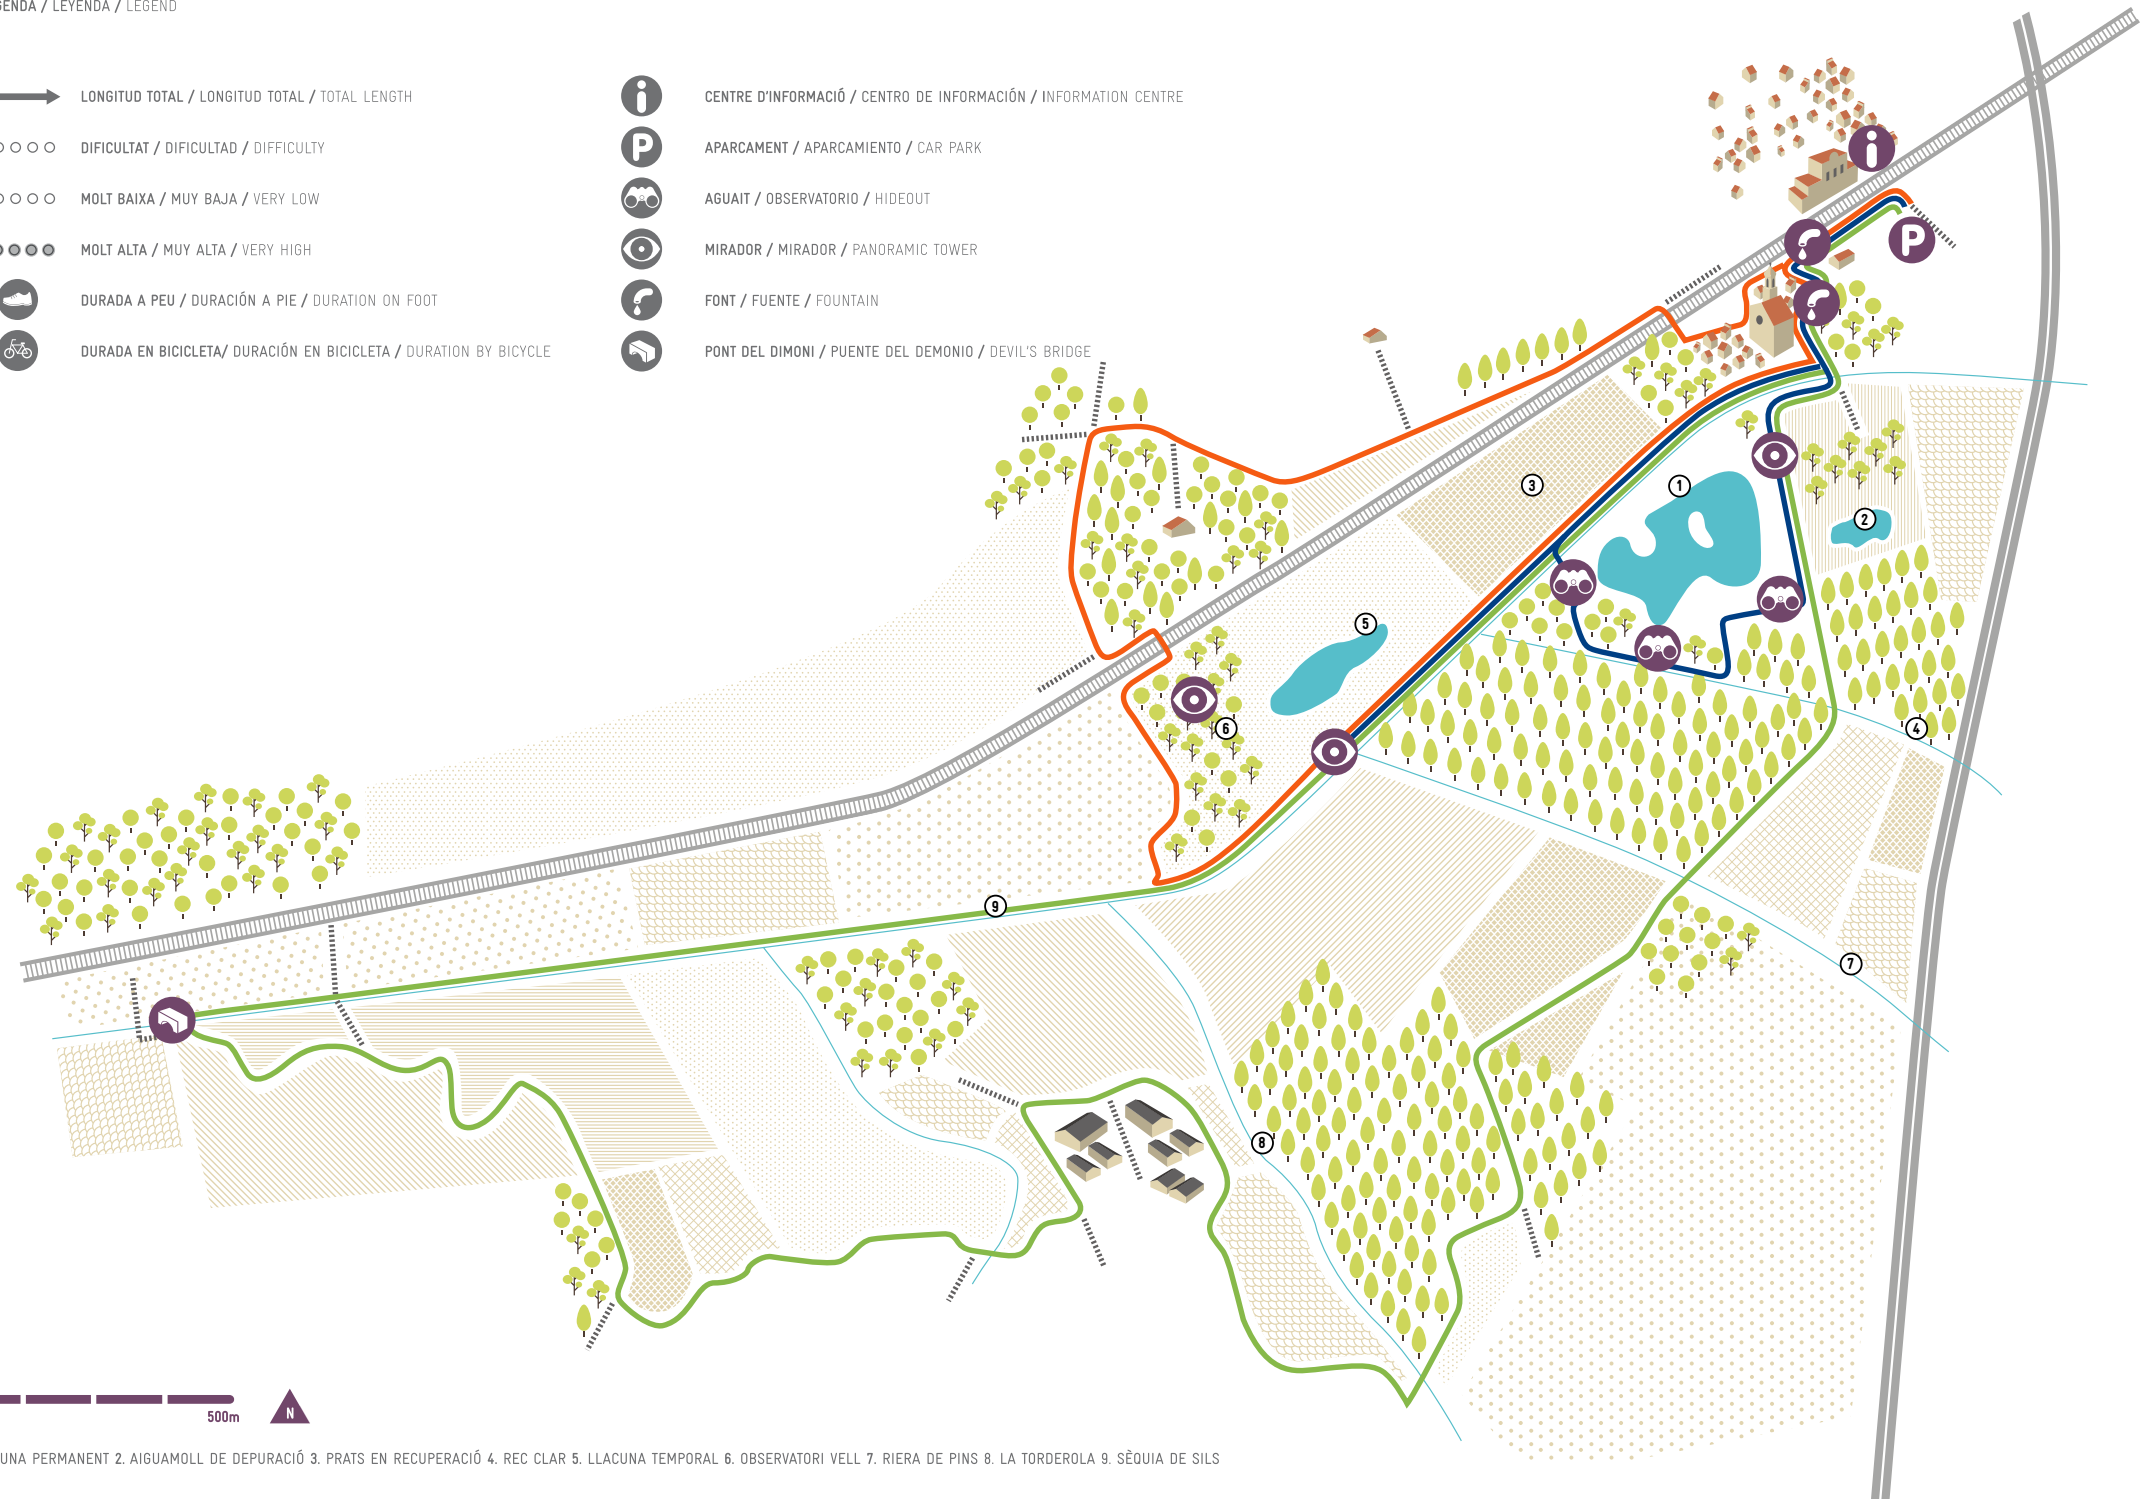 GENDA / LEYENDA / LEGEND
LONGITUD TOTAL / LONGITUD TOTAL / TOTAL LENGTH
DIFICULTAT / DIFICULTAD / DIFFICULTY
MOLT BAIXA / MUY BAJA / VERY LOW
MOLT ALTA / MUY ALTA / VERY HIGH
DURADA A PEU / DURACIÓN A PIE / DURATION ON FOOT
DURADA EN BICICLETA/ DURACIÓN EN BICICLETA / DURATION BY BICYCLE
CENTRE D'INFORMACIÓ / CENTRO DE INFORMACIÓN / INFORMATION CENTRE
P
APARCAMENT / APARCAMIENTO / CAR PARK
AGUAIT / OBSERVATORIO / HIDEOUT
MIRADOR / MIRADOR / PANORAMIC TOWER
FONT / FUENTE / FOUNTAIN
PONT DEL DIMONI / PUENTE DEL DEMONIO / DEVIL'S BRIDGE
i
P
3
1
2
5
6
4
9
7
8
500m
N
UNA PERMANENT 2. AIGUAMOLL DE DEPURACIÓ 3. PRATS EN RECUPERACIÓ 4. REC CLAR 5. LLACUNA TEMPORAL 6. OBSERVATORI VELL 7. RIERA DE PINS 8. LA TORDEROLA 9. SÈQUIA DE SILS